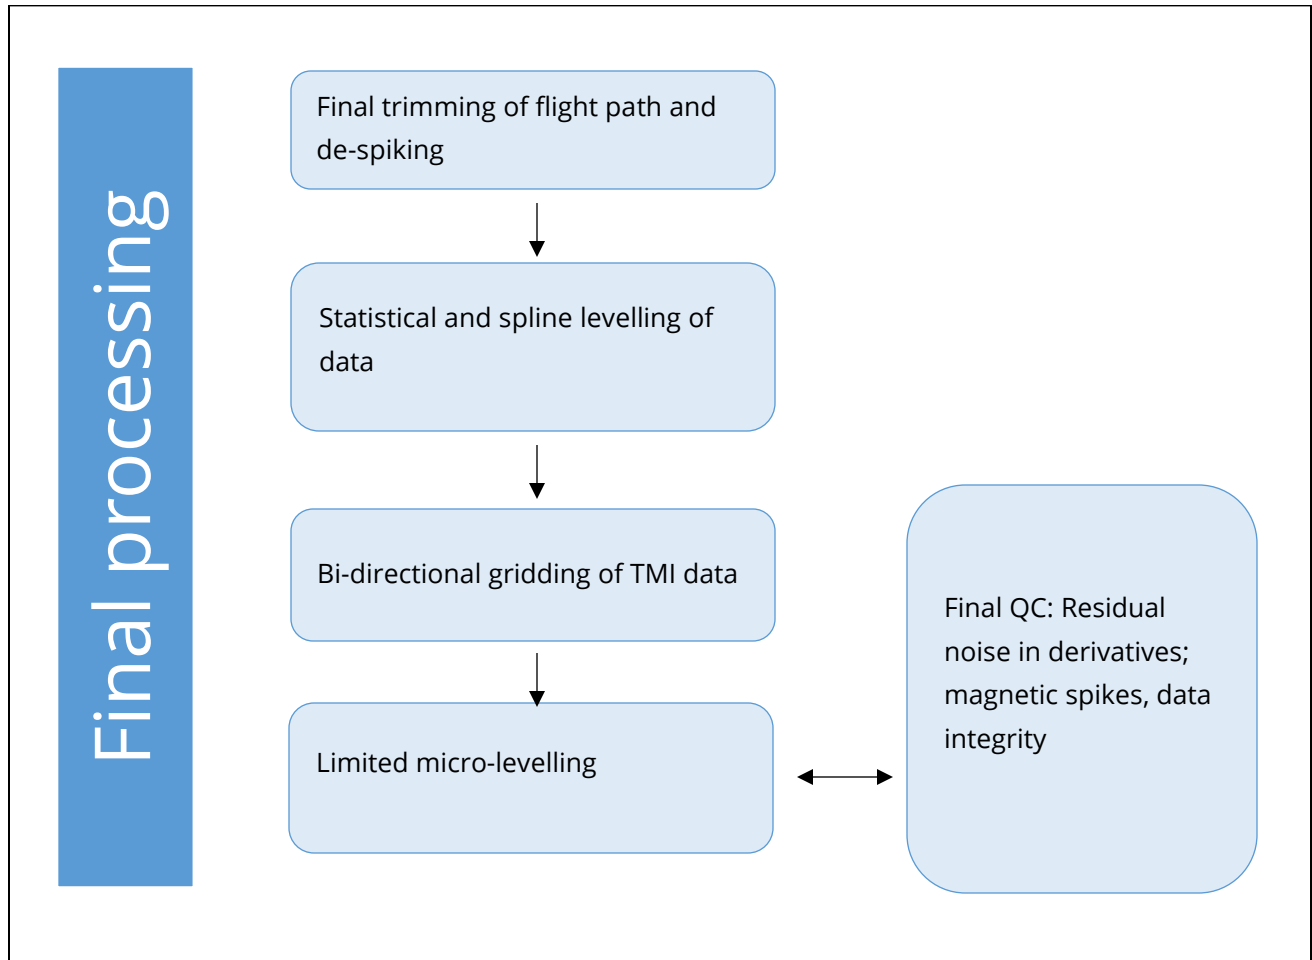 Final processing
Final trimming of flight path and
de-spiking
Statistical and spline levelling of
data
Bi-directional gridding of TMI data
Limited micro-levelling
Final QC: Residual
noise in derivatives;
magnetic spikes, data
integrity